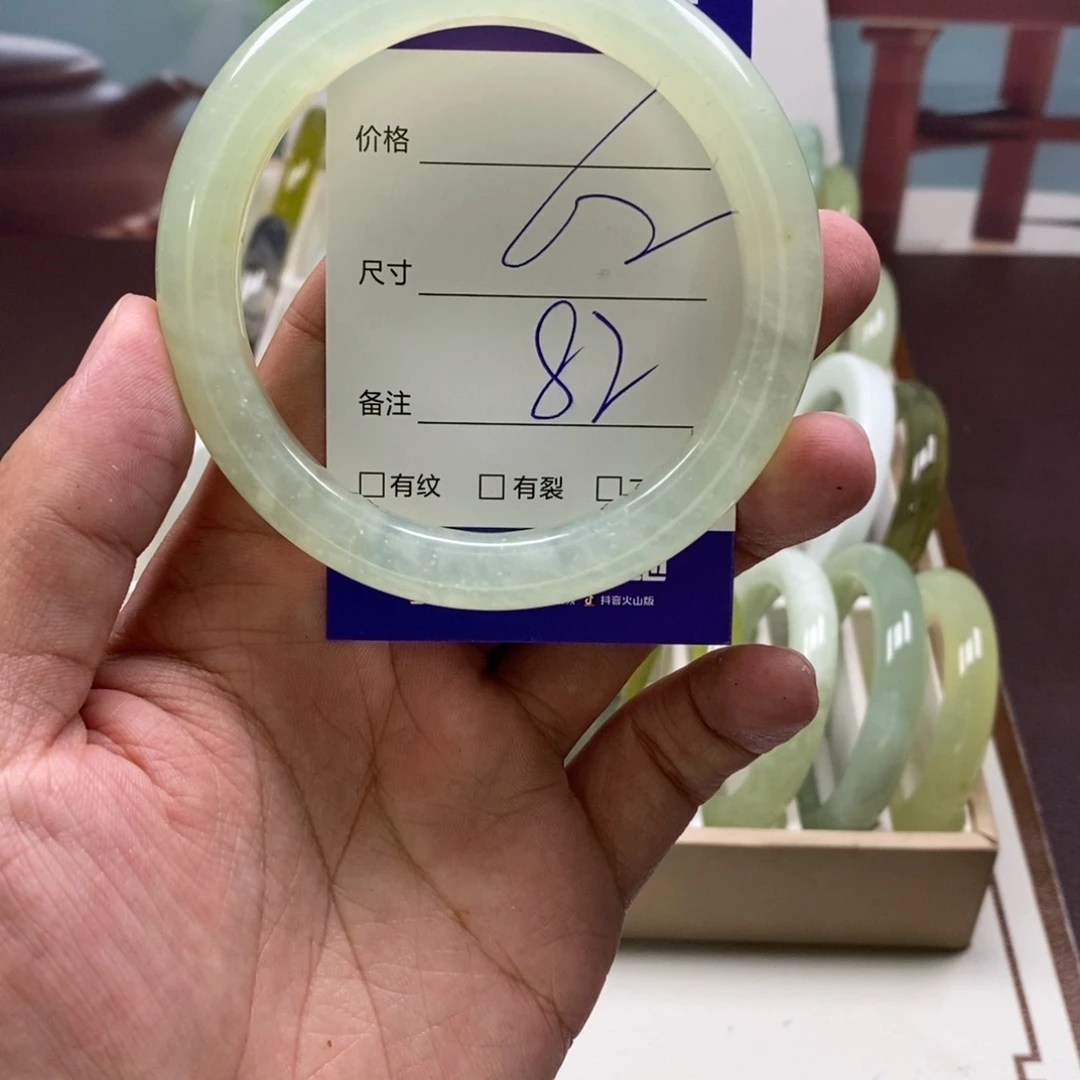 价格
尺寸
备注 82
□有纹 □有裂
抖音火山版